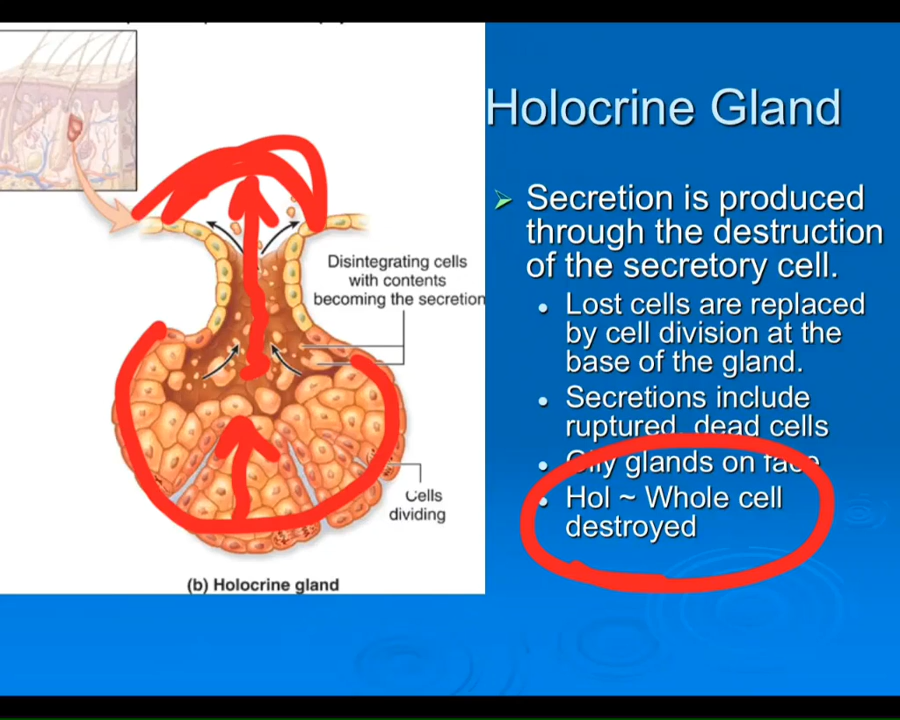 Holocrine Gland
Secretion is produced
through the destruction
of the secretory cell.
Lost cells are replaced
by cell division at the
base of the gland.
Secretions include
ruptured, dead cells
Oily glands on face
Hol ~ Whole cell
destroyed
Disintegrating cells
with contents
becoming the secretion
Cells
dividing
(b) Holocrine gland